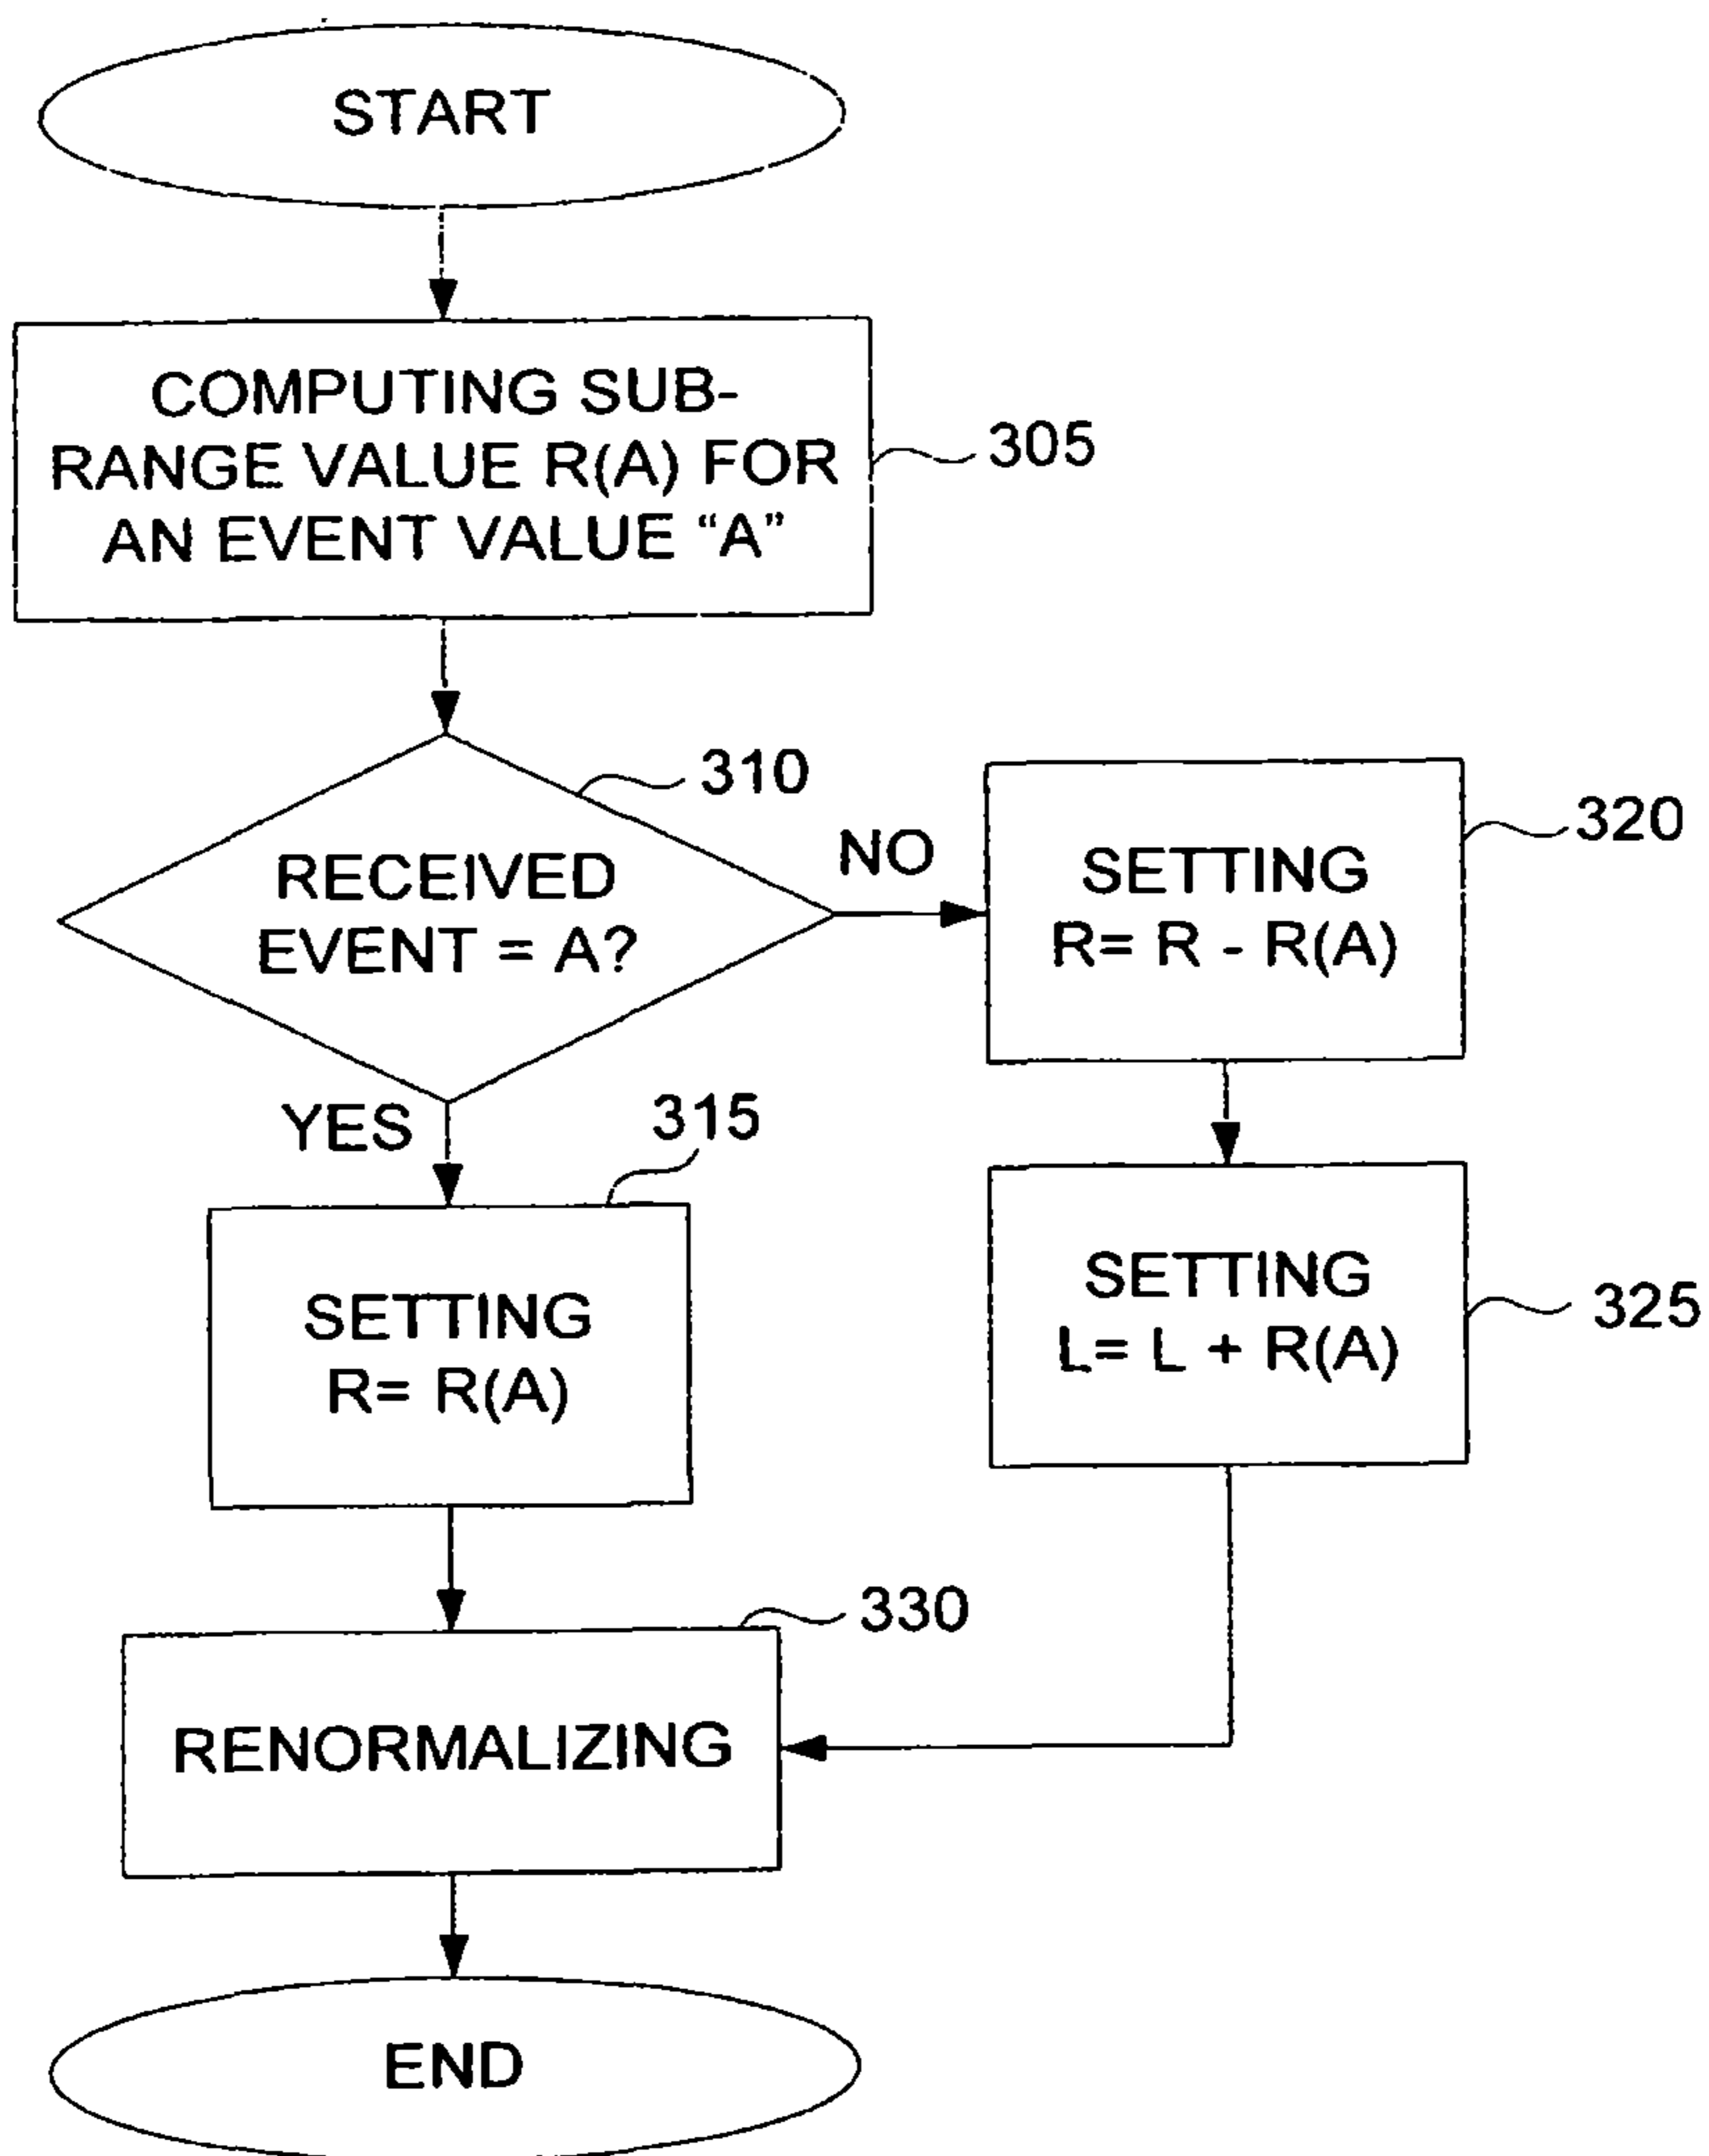 START
COMPUTING SUB-
RANGE VALUE R(A) FOR
AN EVENT VALUE “A”
305
310
RECEIVED
EVENT = A?
NO
SETTING
R= R - R(A)
320
YES
315
SETTING
R= R(A)
SETTING
L= L + R(A)
325
330
RENORMALIZING
END